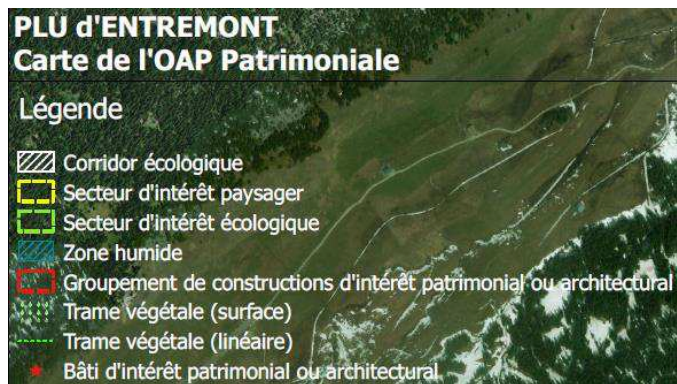 PLU d'ENTREMONT
Carte de l'OAP Patrimoniale
Légende
Corridor écologique
Secteur d'intérêt paysager
Secteur d'intérêt écologique
Zone humide
Groupement de constructions d'intérêt patrimonial ou architectural
Trame végétale (surface)
Trame végétale (linéaire)
Bâti d'intérêt patrimonial ou architectural